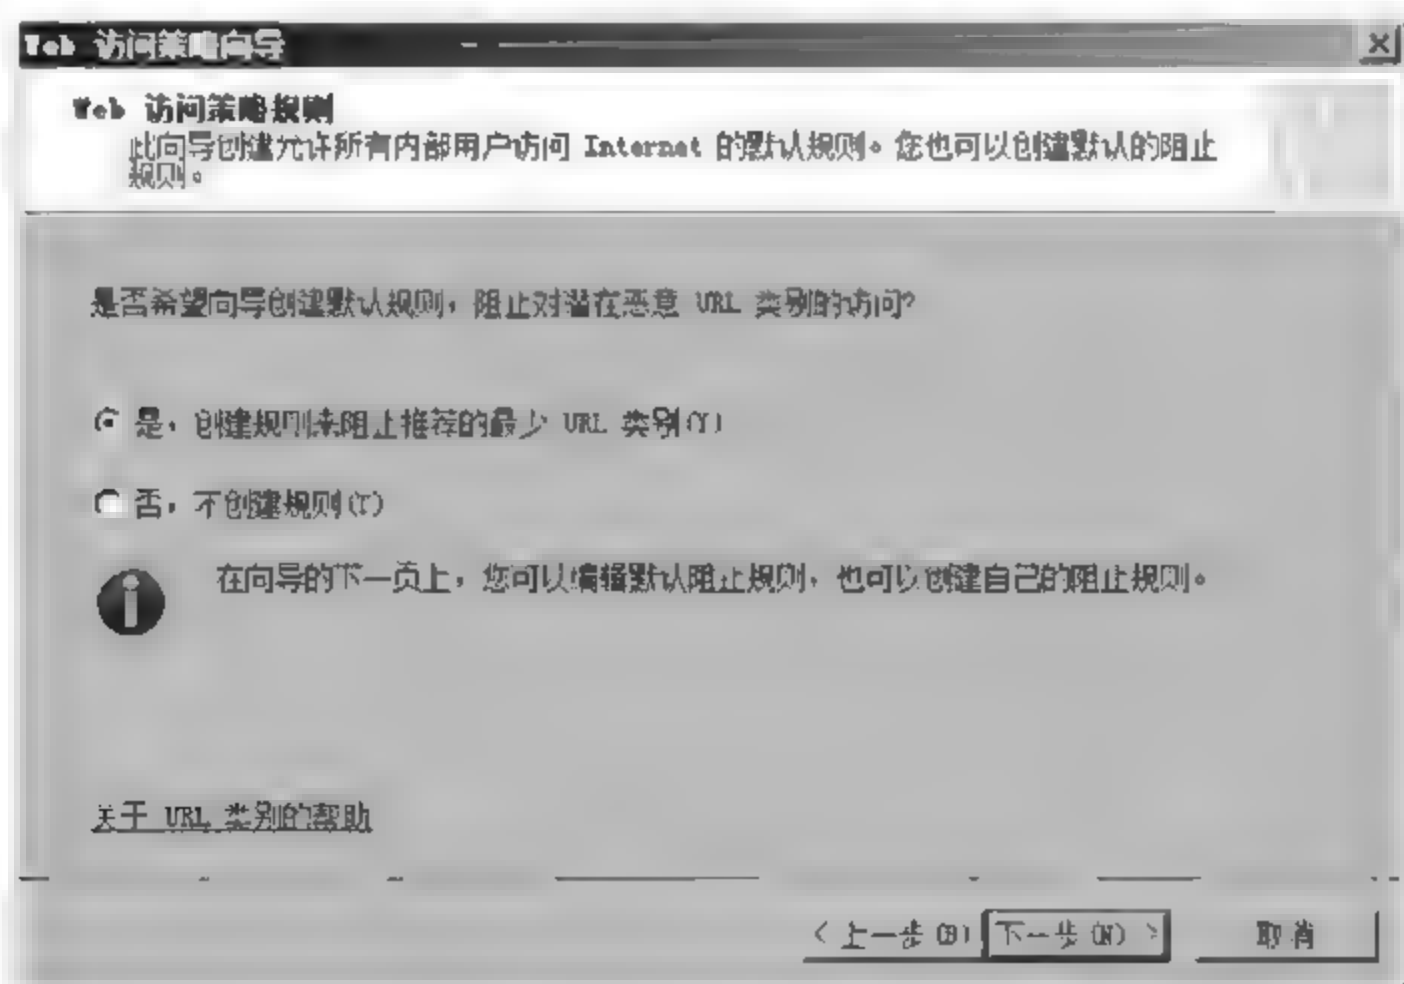 Web 访问策略向导
Web 访问策略规则
此向导创建允许所有内部用户访问 Internet 的默认规则。您也可以创建默认的阻止
规则。
是否希望向导创建默认规则，阻止对潜在恶意 URL 类别的访问?
是，创建规则来阻止推荐的最少 URL 类别(Y)
否，不创建规则(T)
在向导的下一页上，您可以编辑默认阻止规则，也可以创建自己的阻止规则。
关于 URL 类别的帮助
< 上一步(B) 下一步(N) > 取消